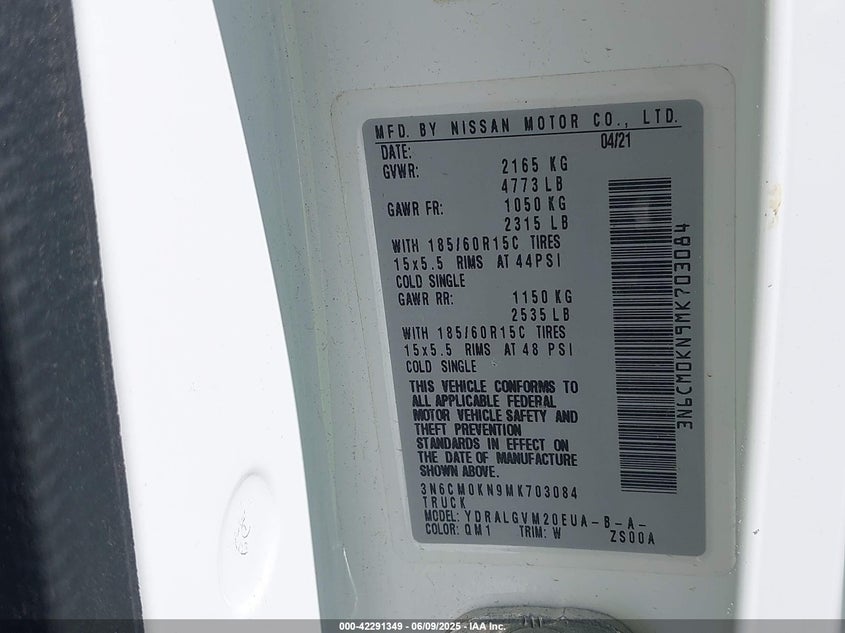 MFD. BY NISSAN MOTOR CO., LTD.
DATE: 04/21
GVWR: 2165 KG
4773 LB
GAWR FR: 1050 KG
2315 LB
WITH 185/60R15C TIRES
15x5.5 RIMS AT 44PSI
COLD SINGLE
GAWR RR: 1150 KG
2535 LB
WITH 185/60R15C TIRES
15x5.5 RIMS AT 48 PSI
COLD SINGLE
THIS VEHICLE CONFORMS TO
ALL APPLICABLE FEDERAL
MOTOR VEHICLE SAFETY AND
THEFT PREVENTION
STANDARDS IN EFFECT ON
THE DATE OF MANUFACTURE
SHOWN ABOVE.
3N6CM0KN9MK703084
TRUCK
MODEL: YDRALGVM20EUA-B-A-
COLOR: QM1 TRIM: W ZS00A
3N6CM0KN9MK703084
000-42291349 | 06/09/2025 - IAA Inc.